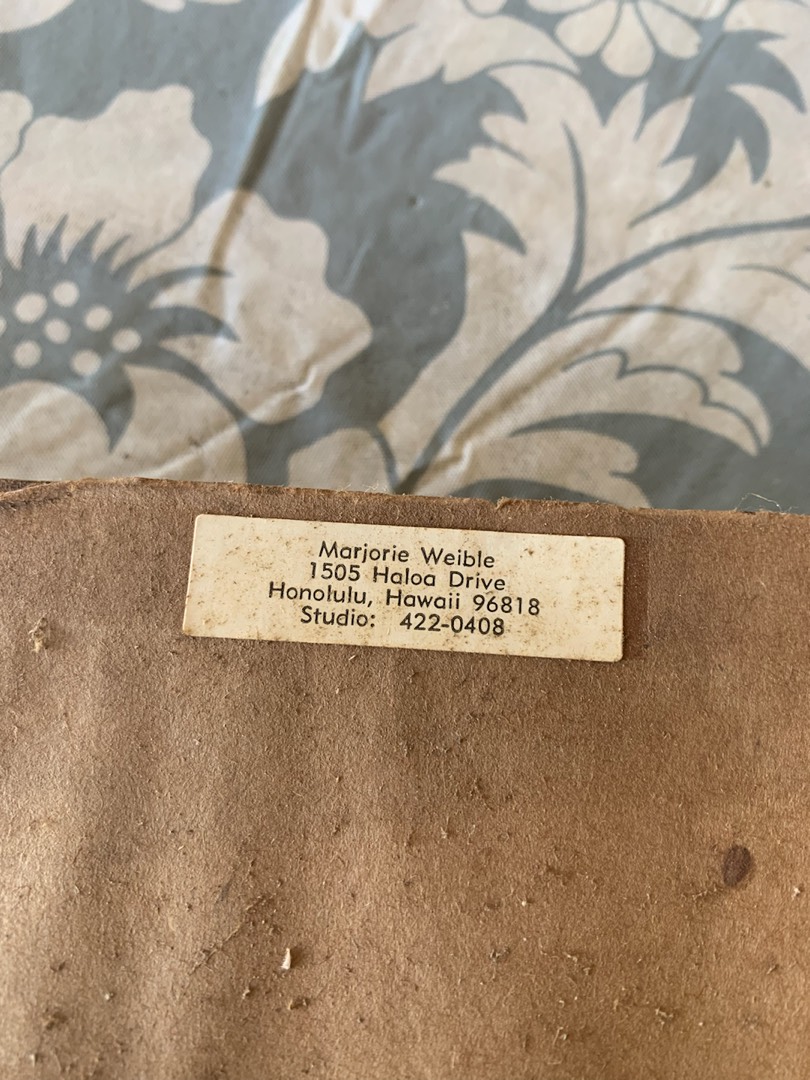 Marjorie Weible
1505 Haloa Drive
Honolulu, Hawaii 96818
Studio: 422-0408